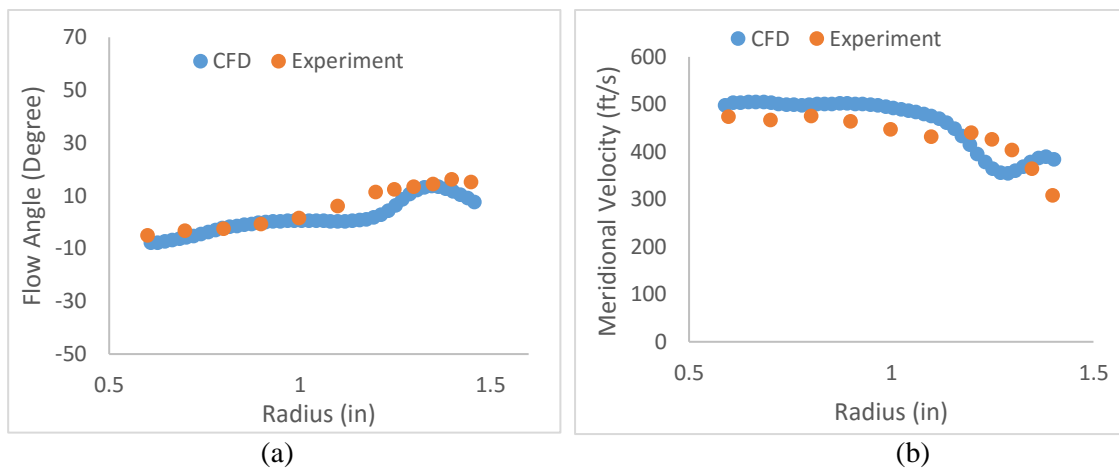 70
50
30
10
-10
-30
-50
CFD Experiment
Flow Angle (Degree)
0.5 1 1.5
Radius (in)
(a)
600
500
400
300
200
100
0
CFD Experiment
Meridional Velocity (ft/s)
0.5 1 1.5
Radius (in)
(b)